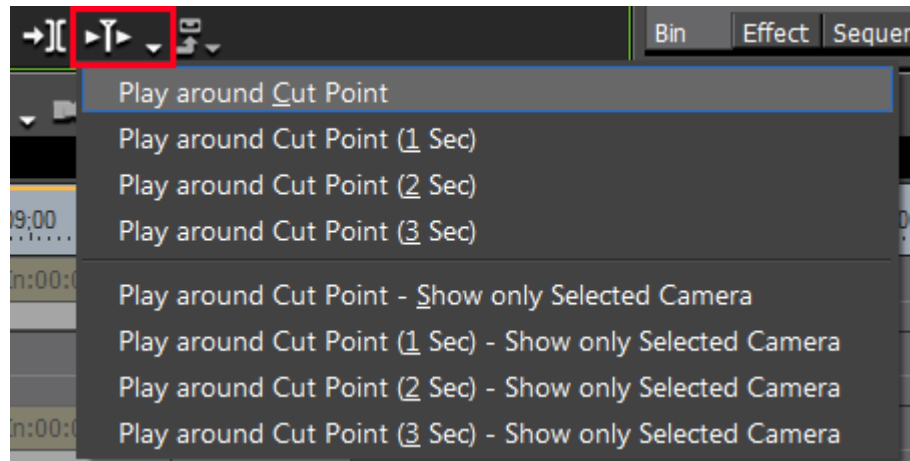 Bin Effect
Play around Cut Point
Play around Cut Point (1 Sec)
Play around Cut Point (2 Sec)
9;00
Play around Cut Point (3 Sec)
Play around Cut Point - Show only Selected Camera
Play around Cut Point (1 Sec) - Show only Selected Camera
Play around Cut Point (2 Sec) - Show only Selected Camera
Play around Cut Point (3 Sec) - Show only Selected Camera